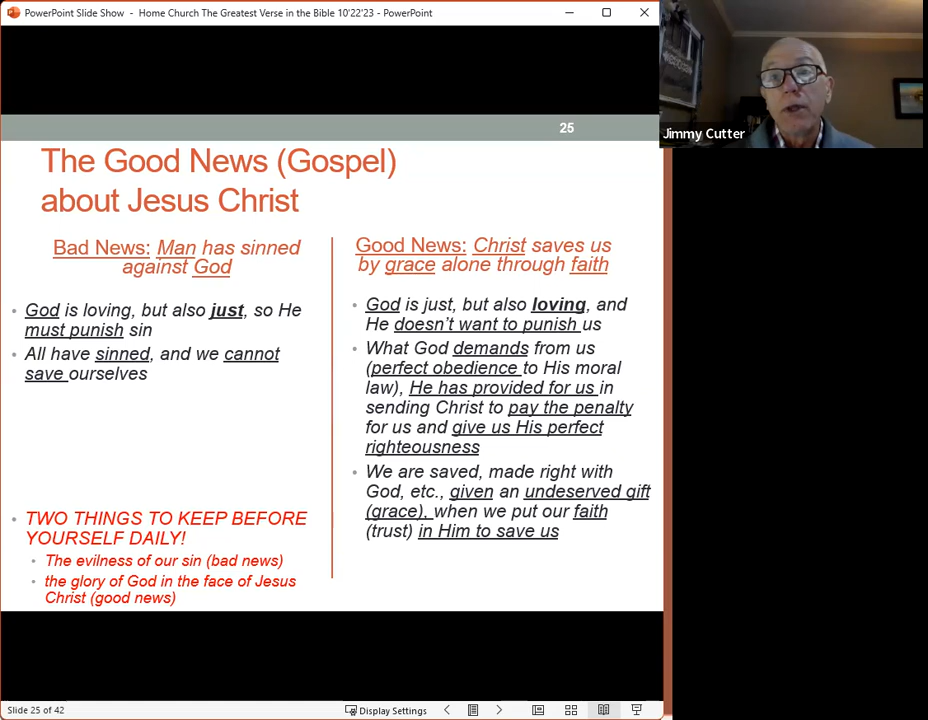 PowerPoint Slide Show - Home Church The Greatest Verse in the Bible 10'22'23 - PowerPoint
Jimmy Cutter
25
The Good News (Gospel)
about Jesus Christ
Bad News: Man has sinned
against God
God is loving, but also just, so He
must punish sin
All have sinned, and we cannot
save ourselves
TWO THINGS TO KEEP BEFORE
YOURSELF DAILY!
The evilness of our sin (bad news)
the glory of God in the face of Jesus
Christ (good news)
Good News: Christ saves us
by grace alone through faith
God is just, but also loving, and
He doesn't want to punish us
What God demands from us
(perfect obedience to His moral
law), He has provided for us in
sending Christ to pay the penalty
for us and give us His perfect
righteousness
We are saved, made right with
God, etc., given an undeserved gift
(grace), when we put our faith
(trust) in Him to save us
Slide 25 of 42
Display Settings